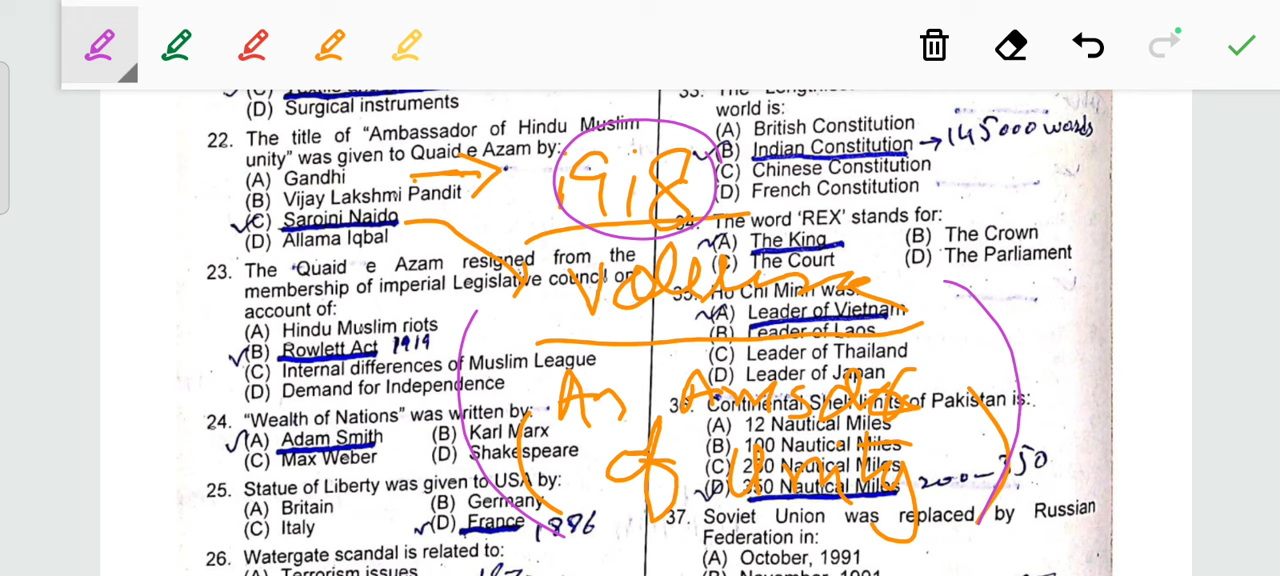 (D) Surgical instruments
22. The title of "Ambassador of Hindu Muslim
unity" was given to Quaid e Azam by:
(A) Gandhi
(B) Vijay Lakshmi Pandit
(C) Sarojni Naido
(D) Allama Iqbal
23. The Quaid e Azam resigned from the
membership of imperial Legislative council on
account of:
(A) Hindu Muslim riots
(B) Rowlett Act 1919
(C) Internal differences of Muslim League
(D) Demand for Independence
24. "Wealth of Nations" was written by:
(A) Adam Smith (B) Karl Marx
(C) Max Weber (D) Shakespeare
25. Statue of Liberty was given to USA by:
(A) Britain (B) Germany
(C) Italy (D) France 1886
26. Watergate scandal is related to:
(A) Terrorism issues
1918
An
of Unity
33. The
world is:
(A) British Constitution
(B) Indian Constitution → 145000 words
(C) Chinese Constitution
(D) French Constitution
34. The word 'REX' stands for:
(A) The King (B) The Crown
(C) The Court (D) The Parliament
35. Ho Chi Minh was:
(A) Leader of Vietnam
(B) Leader of Laos
(C) Leader of Thailand
(D) Leader of Japan
36. Continental Shelf limits of Pakistan is:
(A) 12 Nautical Miles
(B) 100 Nautical Miles
(C) 200 Nautical Miles
(D) 350 Nautical Miles 200-350
37. Soviet Union was replaced by Russian
Federation in:
(A) October, 1991